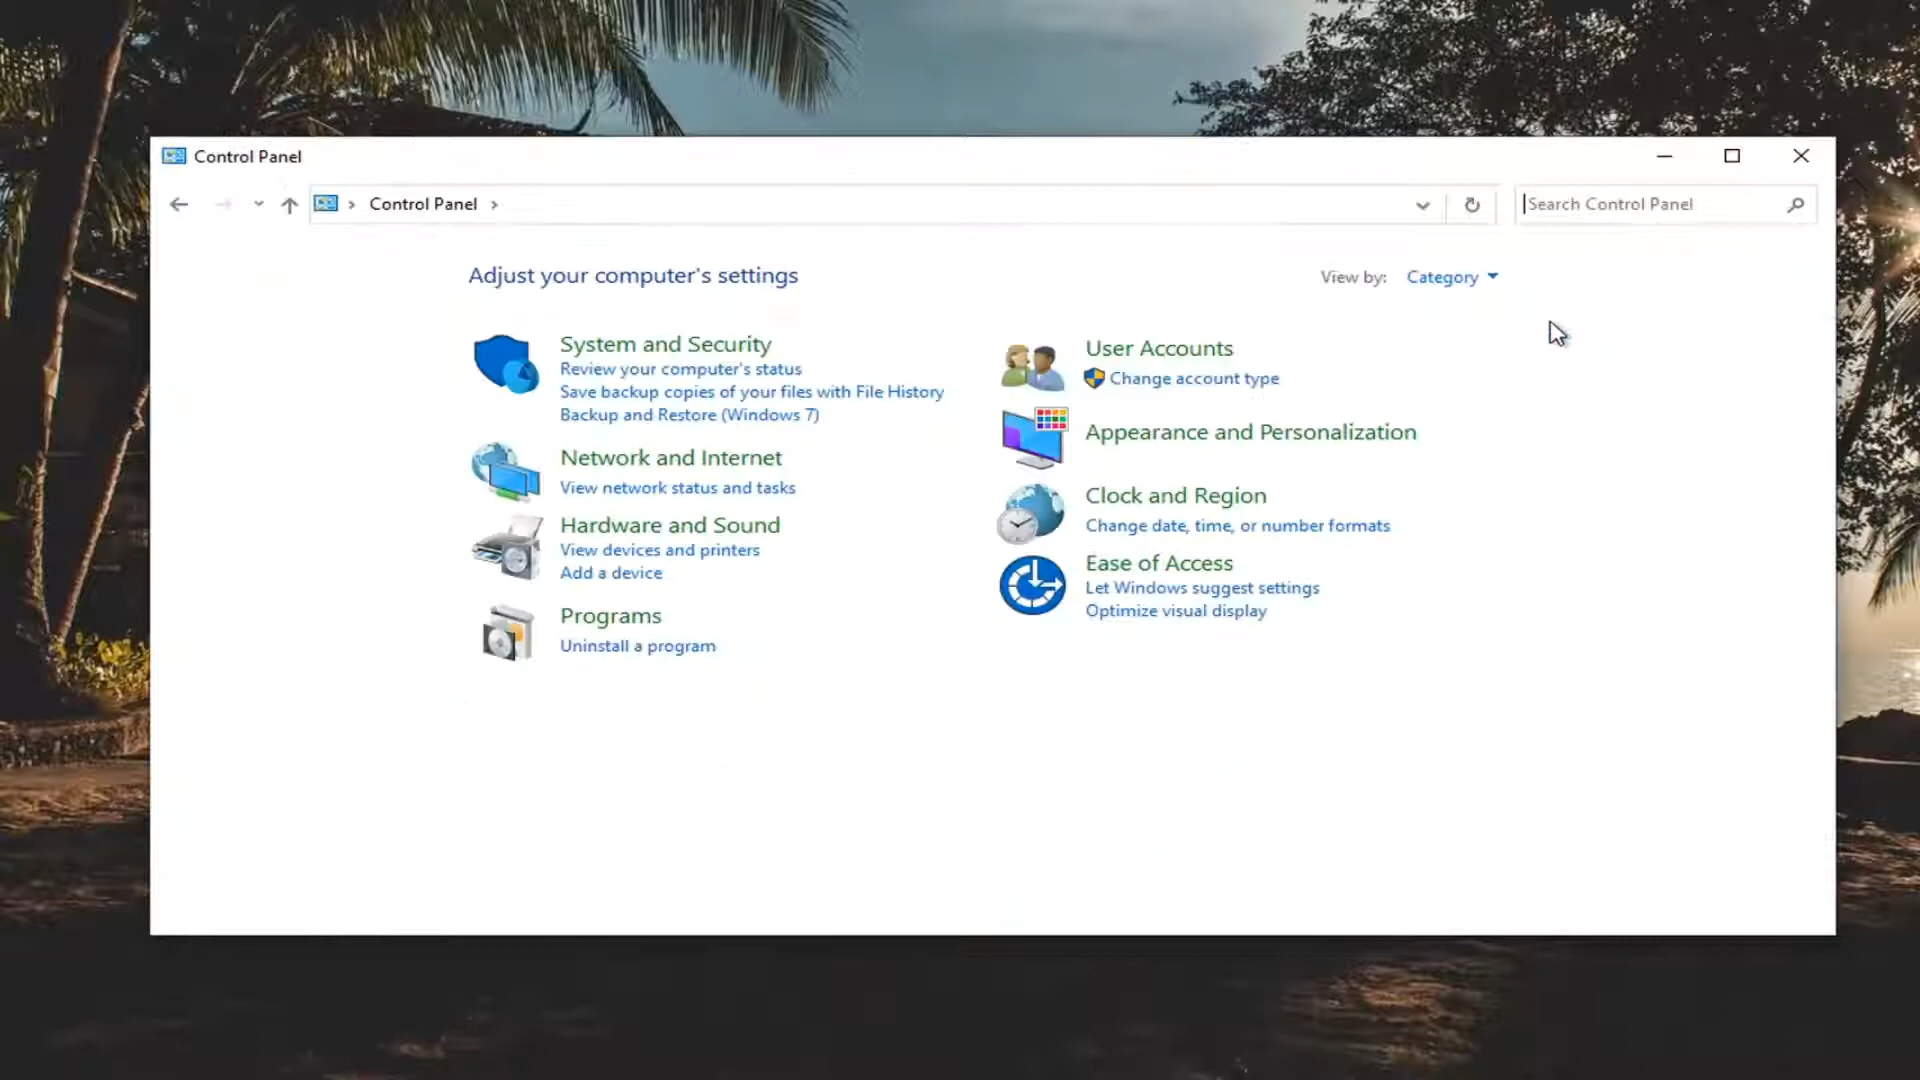 Control Panel
Control Panel
Search Control Panel
Adjust your computer's settings
View by: Category
System and Security
Review your computer's status
Save backup copies of your files with File History
Backup and Restore (Windows 7)
Network and Internet
View network status and tasks
Hardware and Sound
View devices and printers
Add a device
Programs
Uninstall a program
User Accounts
Change account type
Appearance and Personalization
Clock and Region
Change date, time, or number formats
Ease of Access
Let Windows suggest settings
Optimize visual display